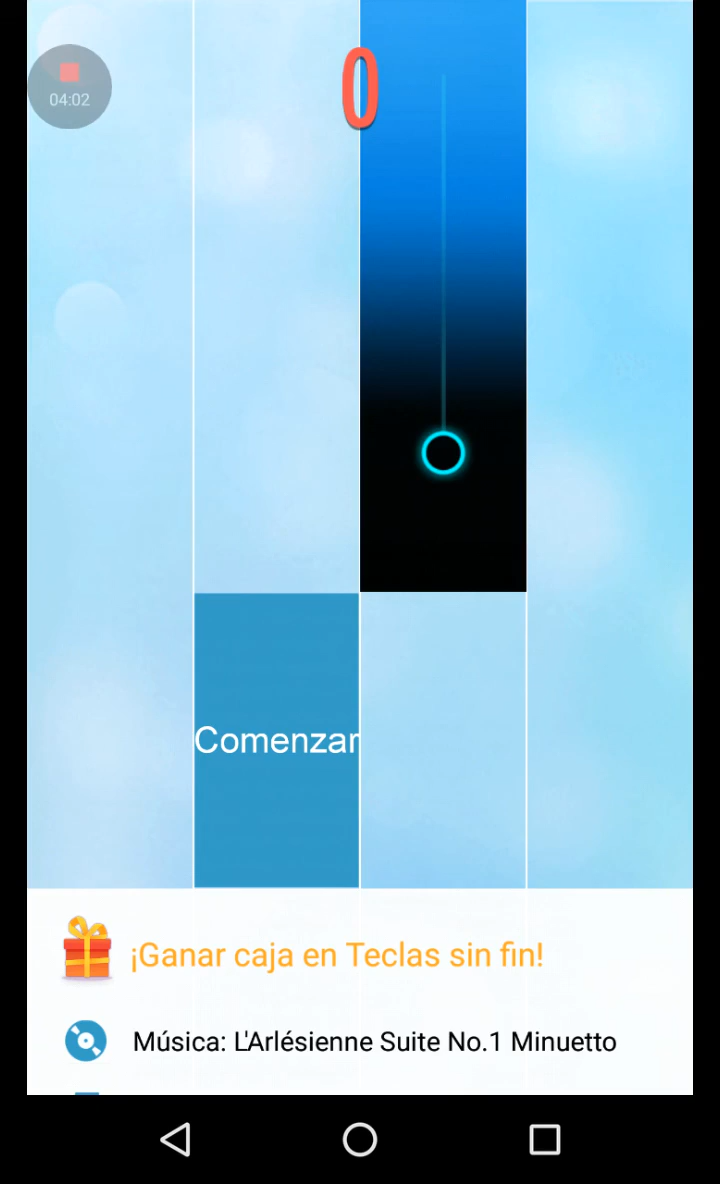 0
04:02
Comenzar
¡Ganar caja en Teclas sin fin!
Música: L'Arlésienne Suite No.1 Minuetto